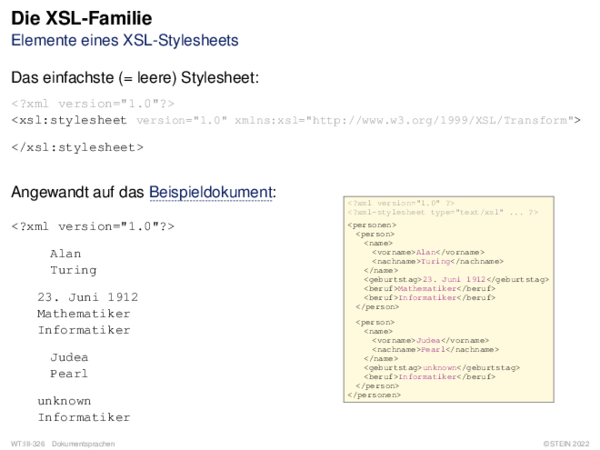 Die XSL-Familie
Elemente eines XSL-Stylesheets
Das einfachste (= leere) Stylesheet:
<?xml version="1.0"?>
<xsl:stylesheet version="1.0" xmlns:xsl="http://www.w3.org/1999/XSL/Transform">
</xsl:stylesheet>
Angewandt auf das Beispieldokument:
<?xml version="1.0"?>
Alan
Turing
23. Juni 1912
Mathematiker
Informatiker
Judea
Pearl
unknown
Informatiker
<?xml version="1.0" ?>
<?xml-stylesheet type="text/xsl" ... ?>
<personen>
<person>
<name>
<vorname>Alan</vorname>
<nachname>Turing</nachname>
</name>
<geburtstag>23. Juni 1912</geburtstag>
<beruf>Mathematiker</beruf>
<beruf>Informatiker</beruf>
</person>
<person>
<name>
<vorname>Judea</vorname>
<nachname>Pearl</nachname>
</name>
<geburtstag>unknown</geburtstag>
<beruf>Informatiker</beruf>
</person>
</personen>
WT:III-326 Dokumentsprachen
©STEIN 2022